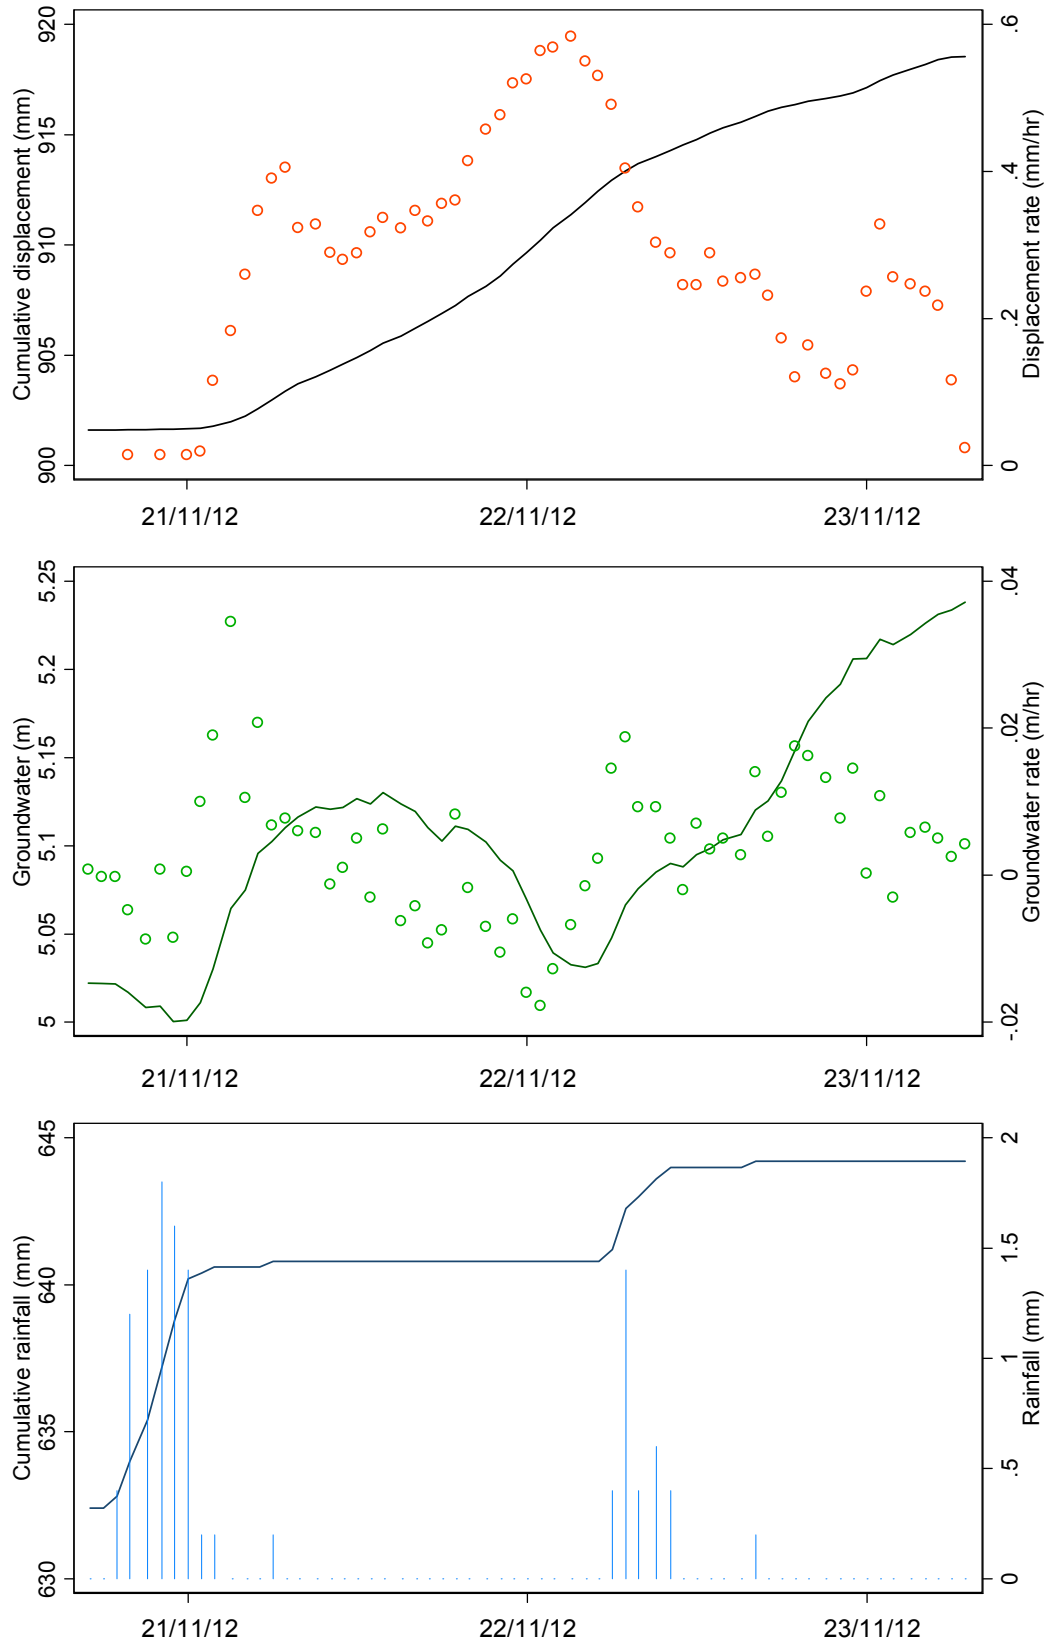 Cumulative displacement (mm)
900 905 910 915 920
Displacement rate (mm/hr)
0 .2 .4 .6
21/11/12 22/11/12 23/11/12
Groundwater (m)
5 5.05 5.1 5.15 5.2 5.25
Groundwater rate (m/hr)
-.02 0 .02 .04
21/11/12 22/11/12 23/11/12
Cumulative rainfall (mm)
630 635 640 645
Rainfall (mm)
0 .5 1 1.5 2
21/11/12 22/11/12 23/11/12